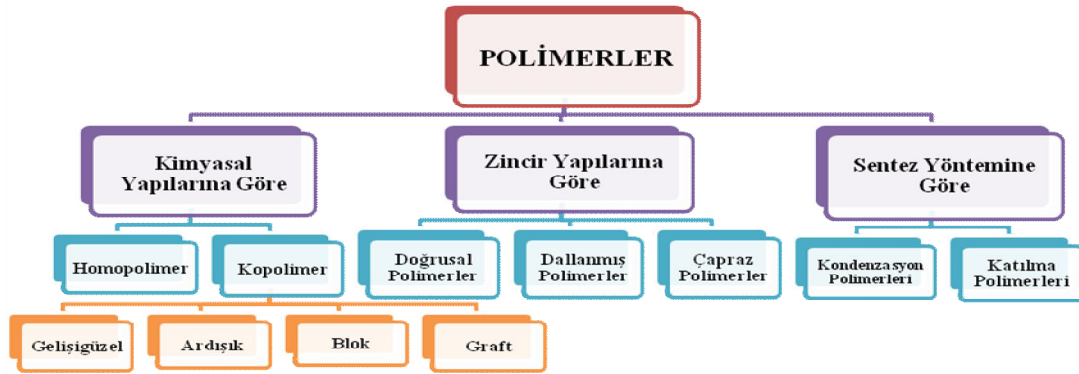 POLİMERLER
Kimyasal
Yapılarına Göre
Zincir Yapılarına
Göre
Sentez Yöntemine
Göre
Homopolimer
Kopolimer
Doğrusal
Polimerler
Dallanmış
Polimerler
Çapraz
Polimerler
Kondenzasyon
Polimerleri
Katılma
Polimerleri
Gelişigüzel
Ardışık
Blok
Graft